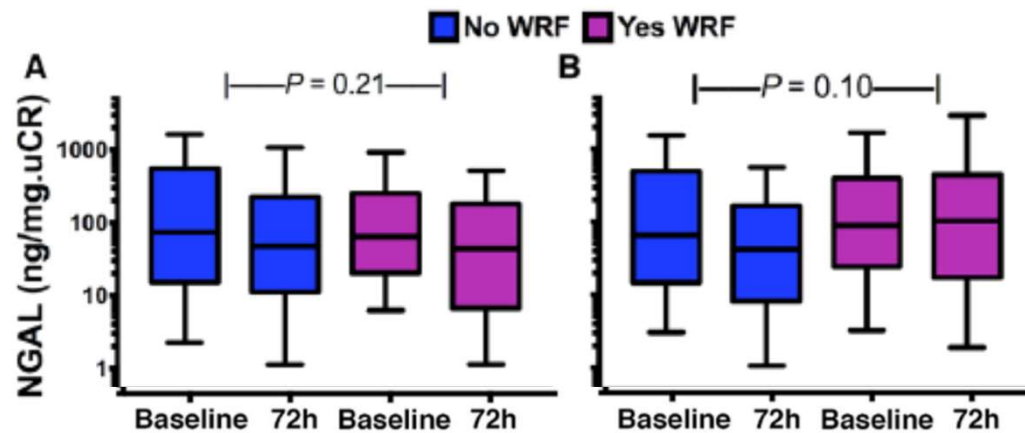 No WRF Yes WRF
A B
P = 0.21 P = 0.10
NGAL (ng/mg.uCR)
1000
100
10
1
Baseline 72h Baseline 72h Baseline 72h Baseline 72h